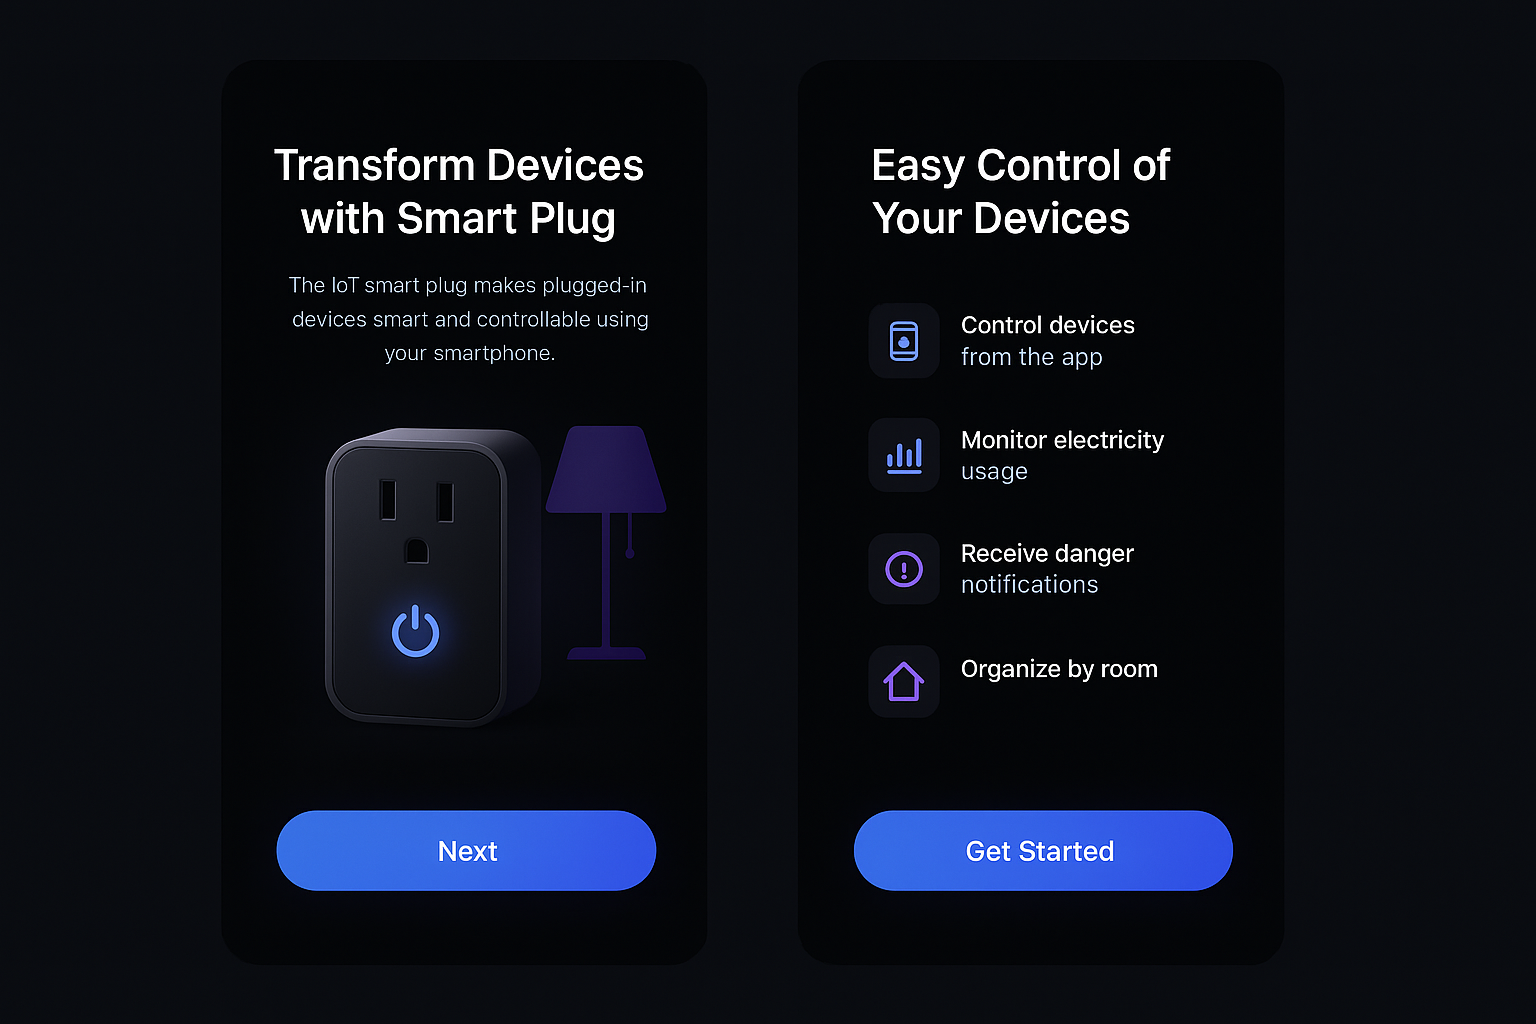 Transform Devices
with Smart Plug
The IoT smart plug makes plugged-in
devices smart and controllable using
your smartphone.
Next
Easy Control of
Your Devices
Control devices
from the app
Monitor electricity
usage
Receive danger
notifications
Organize by room
Get Started